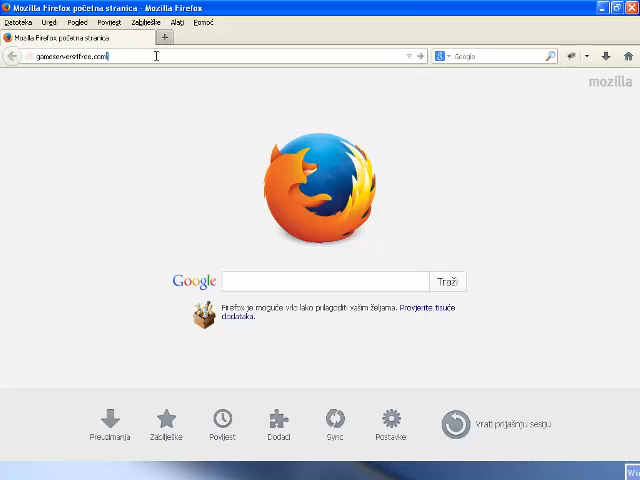 Mozilla Firefox početna stranica - Mozilla Firefox
Datoteka Uredi Pogled Povijest Zabilješke Alati Pomoć
Mozilla Firefox početna stranica
gameservers4free.com/
Google
mozilla
Google
Traži
Firefox je moguće vrlo lako prilagoditi vašim željama. Provjerite tisuće
dodataka.
Preuzimanja Zabilješke Povijest Dodaci Sync Postavke Vrati prijašnju sesiju